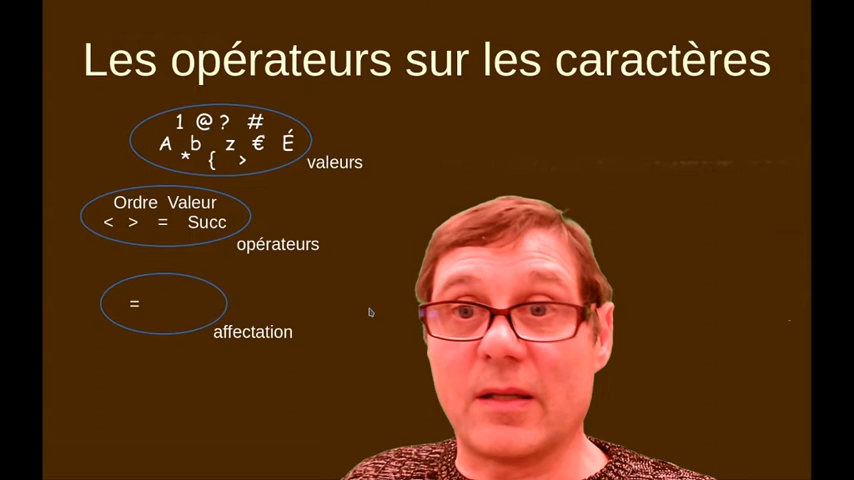 Les opérateurs sur les caractères
1 @ ? #
A b z € É
* { >
valeurs
Ordre Valeur
< > = Succ
opérateurs
=
affectation